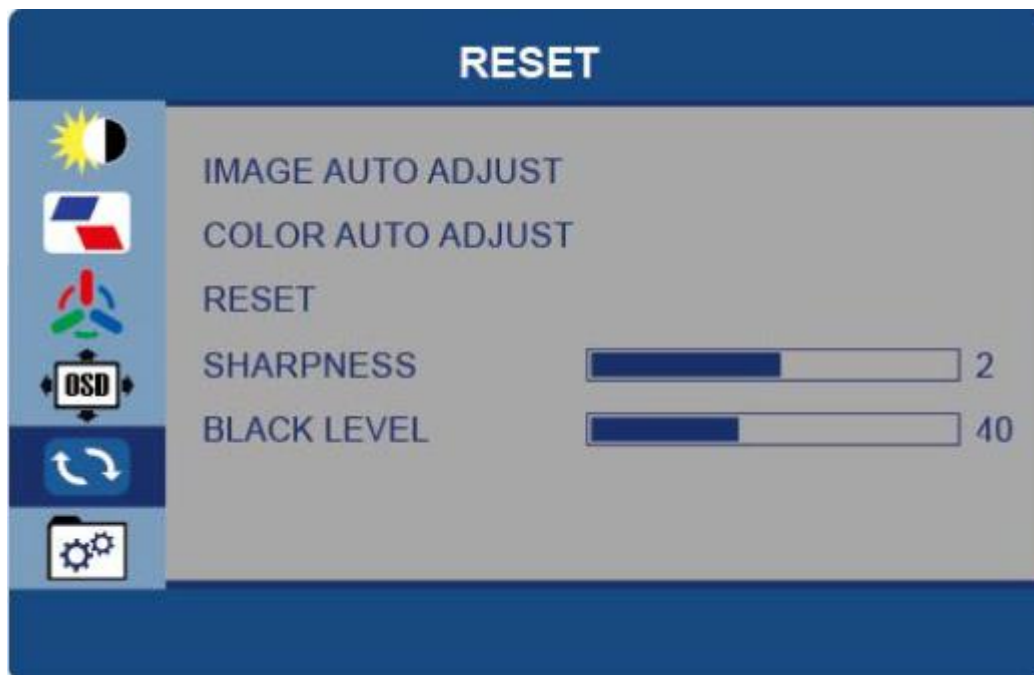 RESET
IMAGE AUTO ADJUST
COLOR AUTO ADJUST
RESET
SHARPNESS 2
OSD
BLACK LEVEL 40